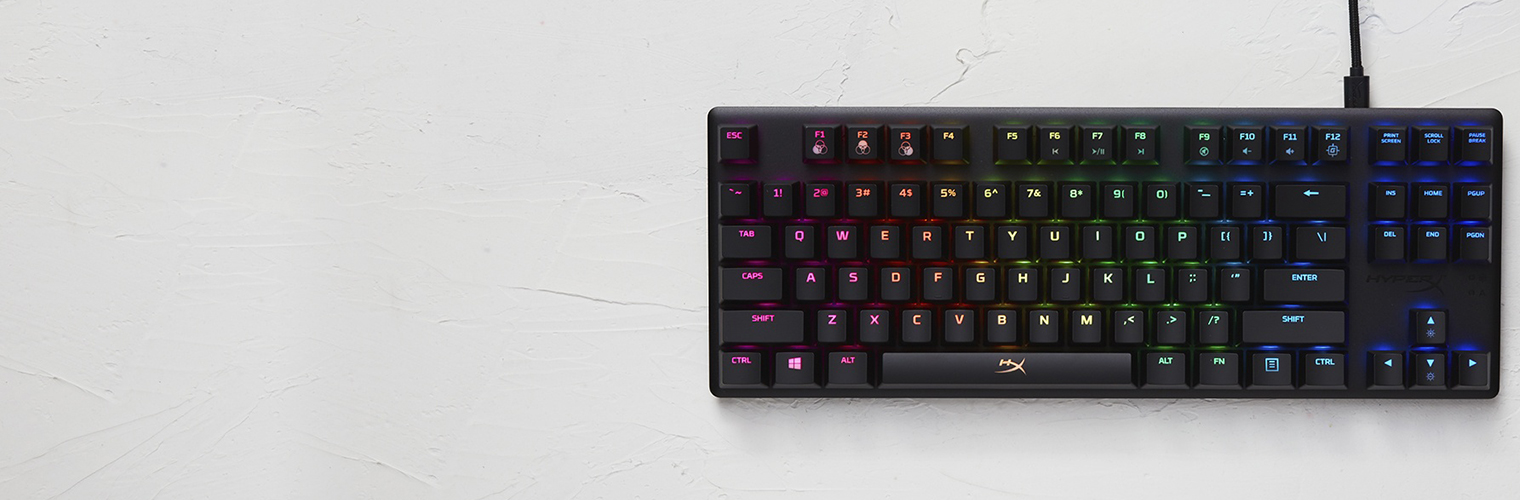 ESC F1 F2 F3 F4 F5 F6 F7 F8 F9 F10 F11 F12 PRINT SCREEN SCROLL LOCK PAUSE BREAK
`~ 1! 2@ 3# 4$ 5% 6^ 7& 8* 9( 0) -_ =+ ← INS HOME PGUP
TAB Q W E R T Y U I O P [{ ]} \| DEL END PGDN
CAPS A S D F G H J K L ;: '" ENTER HYPERX
SHIFT Z X C V B N M ,< .> /? SHIFT ▲
CTRL ALT HX ALT FN CTRL ◀ ▼ ▶